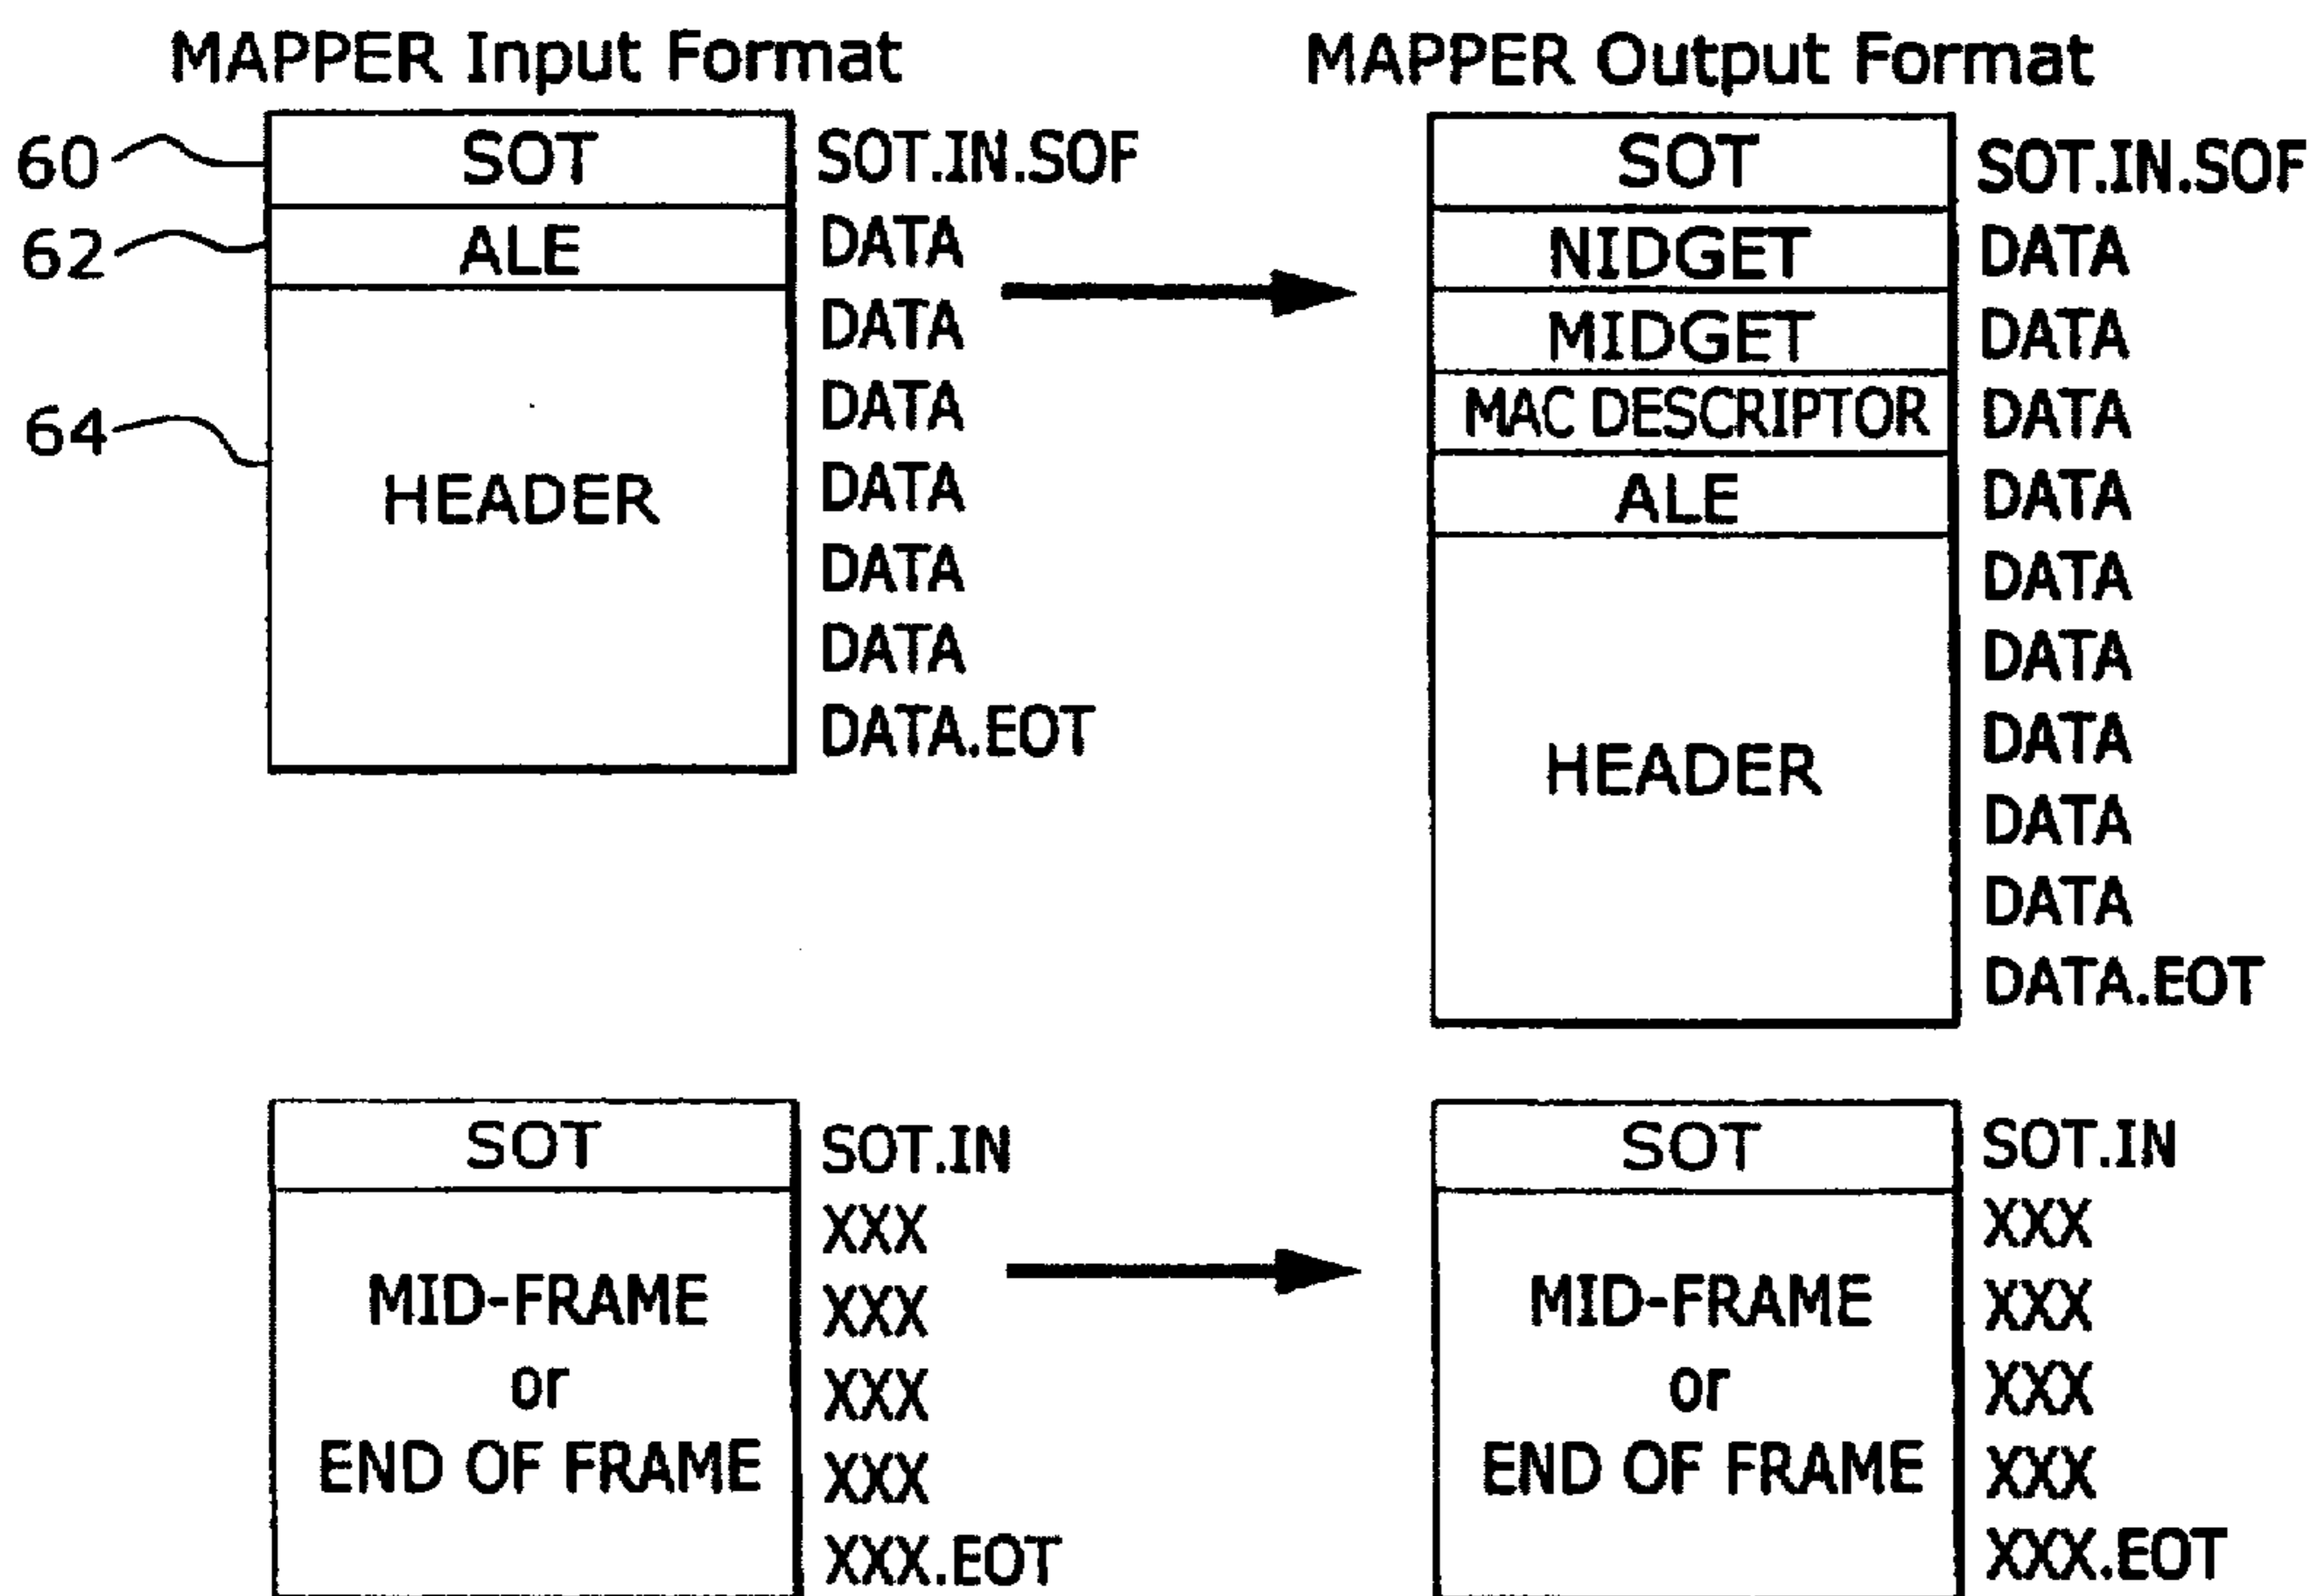 MAPPER Input Format
60
SOT
SOT.IN.SOF
62
ALE
DATA
DATA
DATA
64
HEADER
DATA
DATA
DATA
DATA.EOT
MAPPER Output Format
SOT
SOT.IN.SOF
NIDGET
DATA
MIDGET
DATA
MAC DESCRIPTOR
DATA
ALE
DATA
DATA
DATA
HEADER
DATA
DATA
DATA
DATA.EOT
SOT
SOT.IN
XXX
MID-FRAME
XXX
or
XXX
END OF FRAME
XXX
XXX.EOT
SOT
SOT.IN
XXX
MID-FRAME
XXX
or
XXX
END OF FRAME
XXX
XXX.EOT